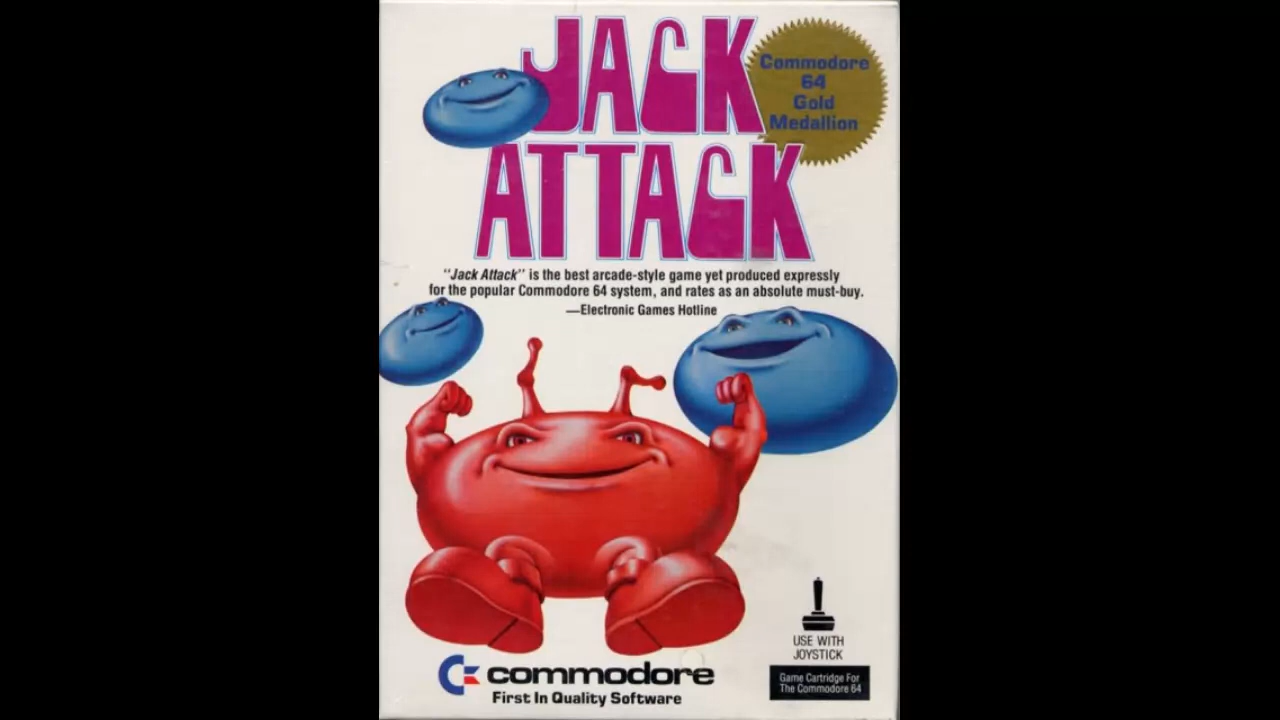 JACK
ATTACK
Commodore
64
Gold
Medallion
"Jack Attack" is the best arcade-style game yet produced expressly
for the popular Commodore 64 system, and rates as an absolute must-buy.
—Electronic Games Hotline
USE WITH
JOYSTICK
commodore
First In Quality Software
Game Cartridge For
The Commodore 64